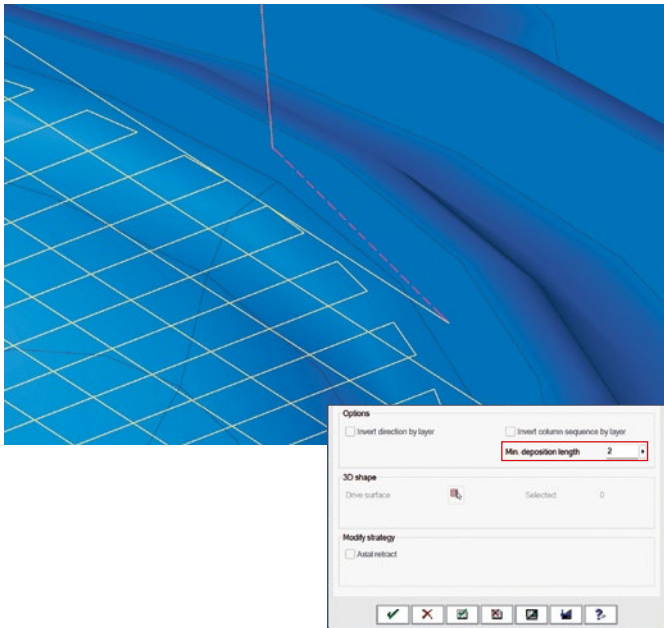 Options
Invert direction by layer
Invert column sequence by layer
Min. deposition length 2
3D shape
Drive surface
Selected: 0
Modify strategy
Axial retract
?